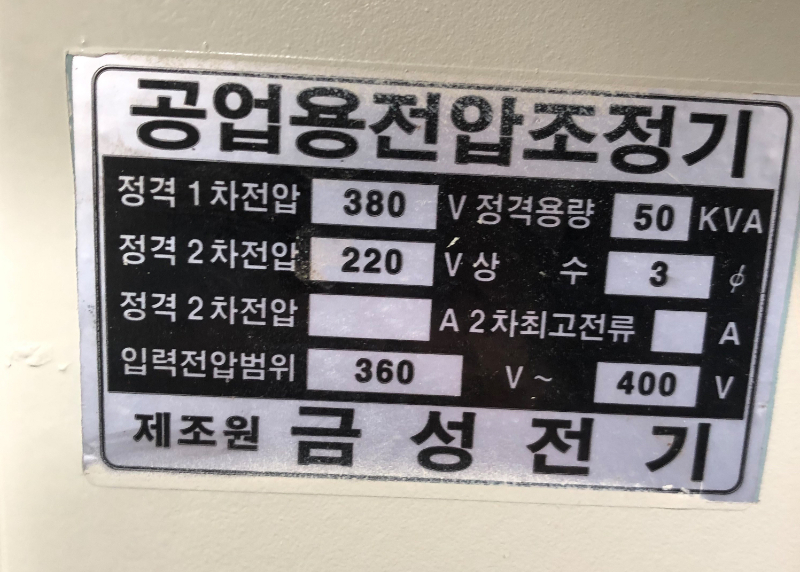 공업용전압조정기
정격 1 차전압 380 V 정격용량 50 KVA
정격 2 차전압 220 V 상 수 3 ϕ
정격 2 차전압 A 2 차최고전류 A
입력전압범위 360 V ~ 400 V
제조원 금 성 전 기